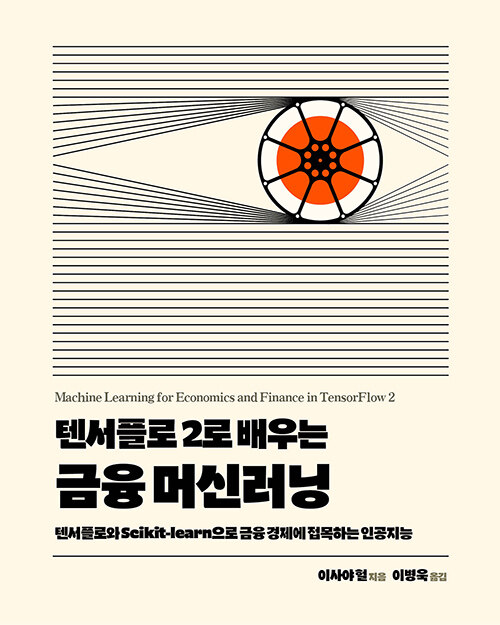 Machine Learning for Economics and Finance in TensorFlow 2
텐서플로 2로 배우는
금융 머신러닝
텐서플로와 Scikit-learn으로 금융 경제에 접목하는 인공지능
이사야 헐 지음 이병욱 옮김